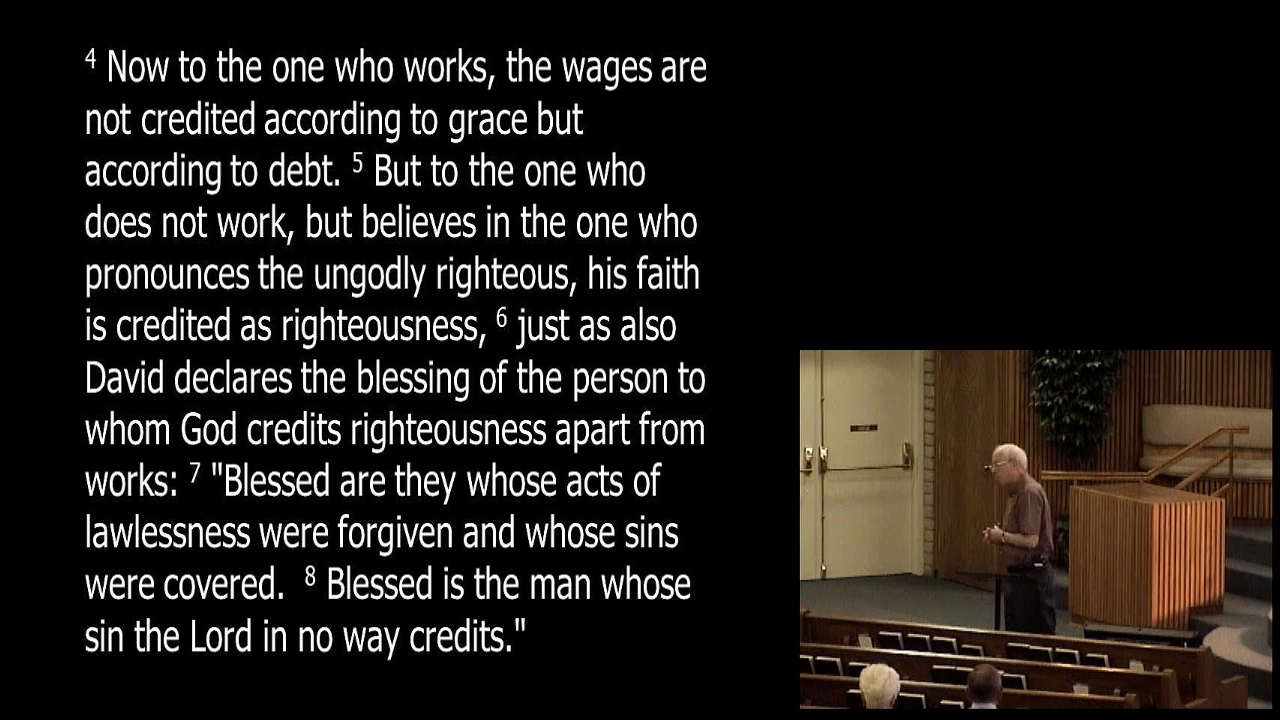 4 Now to the one who works, the wages are
not credited according to grace but
according to debt. 5 But to the one who
does not work, but believes in the one who
pronounces the ungodly righteous, his faith
is credited as righteousness, 6 just as also
David declares the blessing of the person to
whom God credits righteousness apart from
works: 7 "Blessed are they whose acts of
lawlessness were forgiven and whose sins
were covered. 8 Blessed is the man whose
sin the Lord in no way credits."